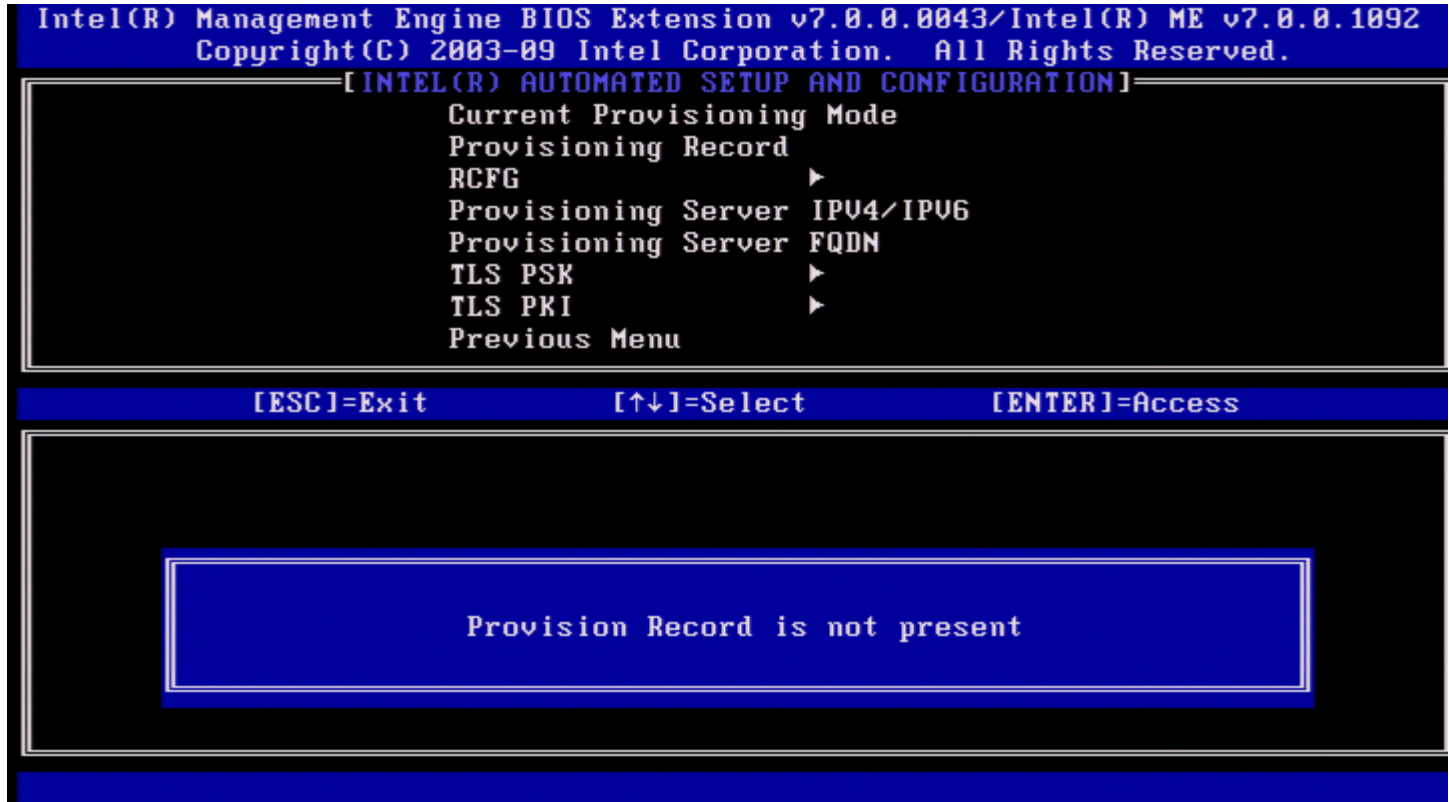 Intel(R) Management Engine BIOS Extension v7.0.0.0043/Intel(R) ME v7.0.0.1092
Copyright(C) 2003-09 Intel Corporation. All Rights Reserved.
[INTEL(R) AUTOMATED SETUP AND CONFIGURATION]
Current Provisioning Mode
Provisioning Record
RCFG ►
Provisioning Server IPV4/IPV6
Provisioning Server FQDN
TLS PSK ►
TLS PKI ►
Previous Menu
[ESC]=Exit [↑↓]=Select [ENTER]=Access
Provision Record is not present